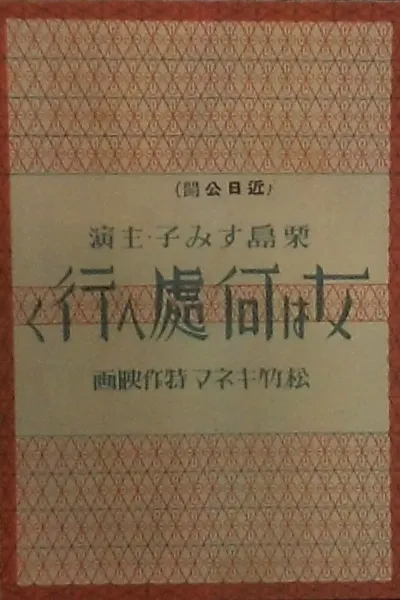 (近日公開)
栗島すみ子・主演
女は何處へ行く
松竹キネマ特作映画